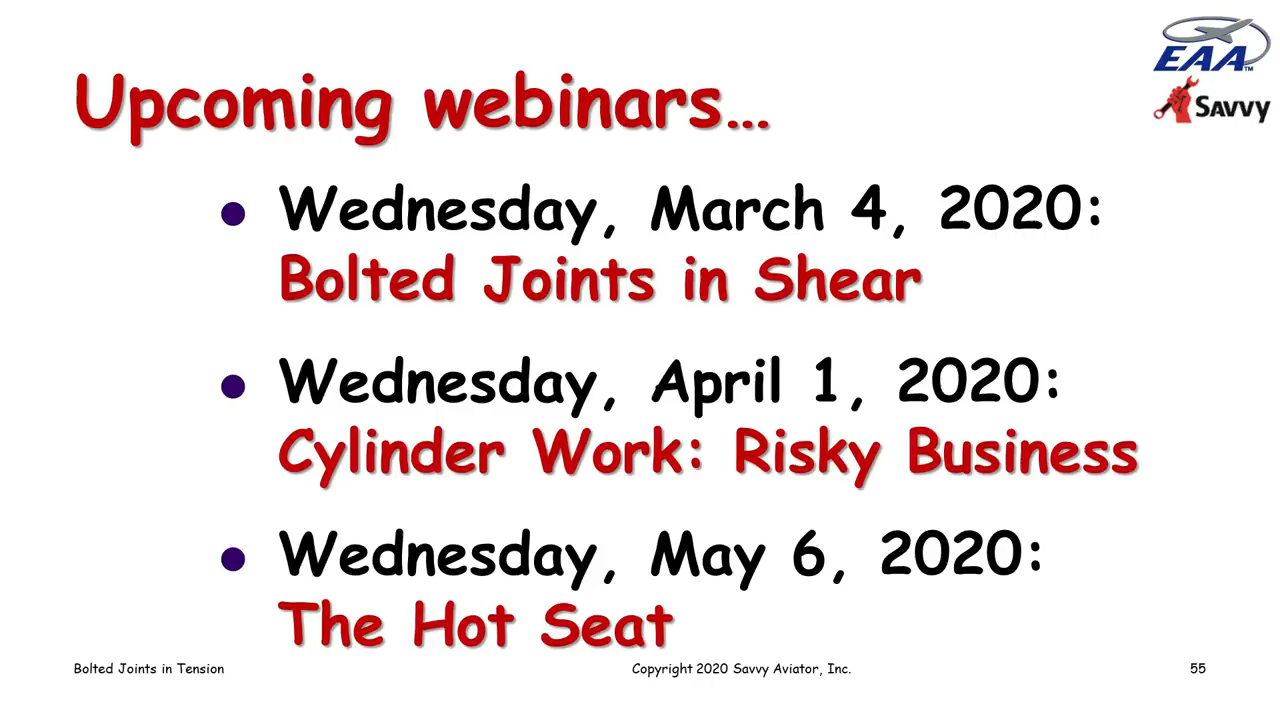 EAA™
Savvy
Upcoming webinars…
● Wednesday, March 4, 2020:
Bolted Joints in Shear
● Wednesday, April 1, 2020:
Cylinder Work: Risky Business
● Wednesday, May 6, 2020:
The Hot Seat
Bolted Joints in Tension Copyright 2020 Savvy Aviator, Inc. 55